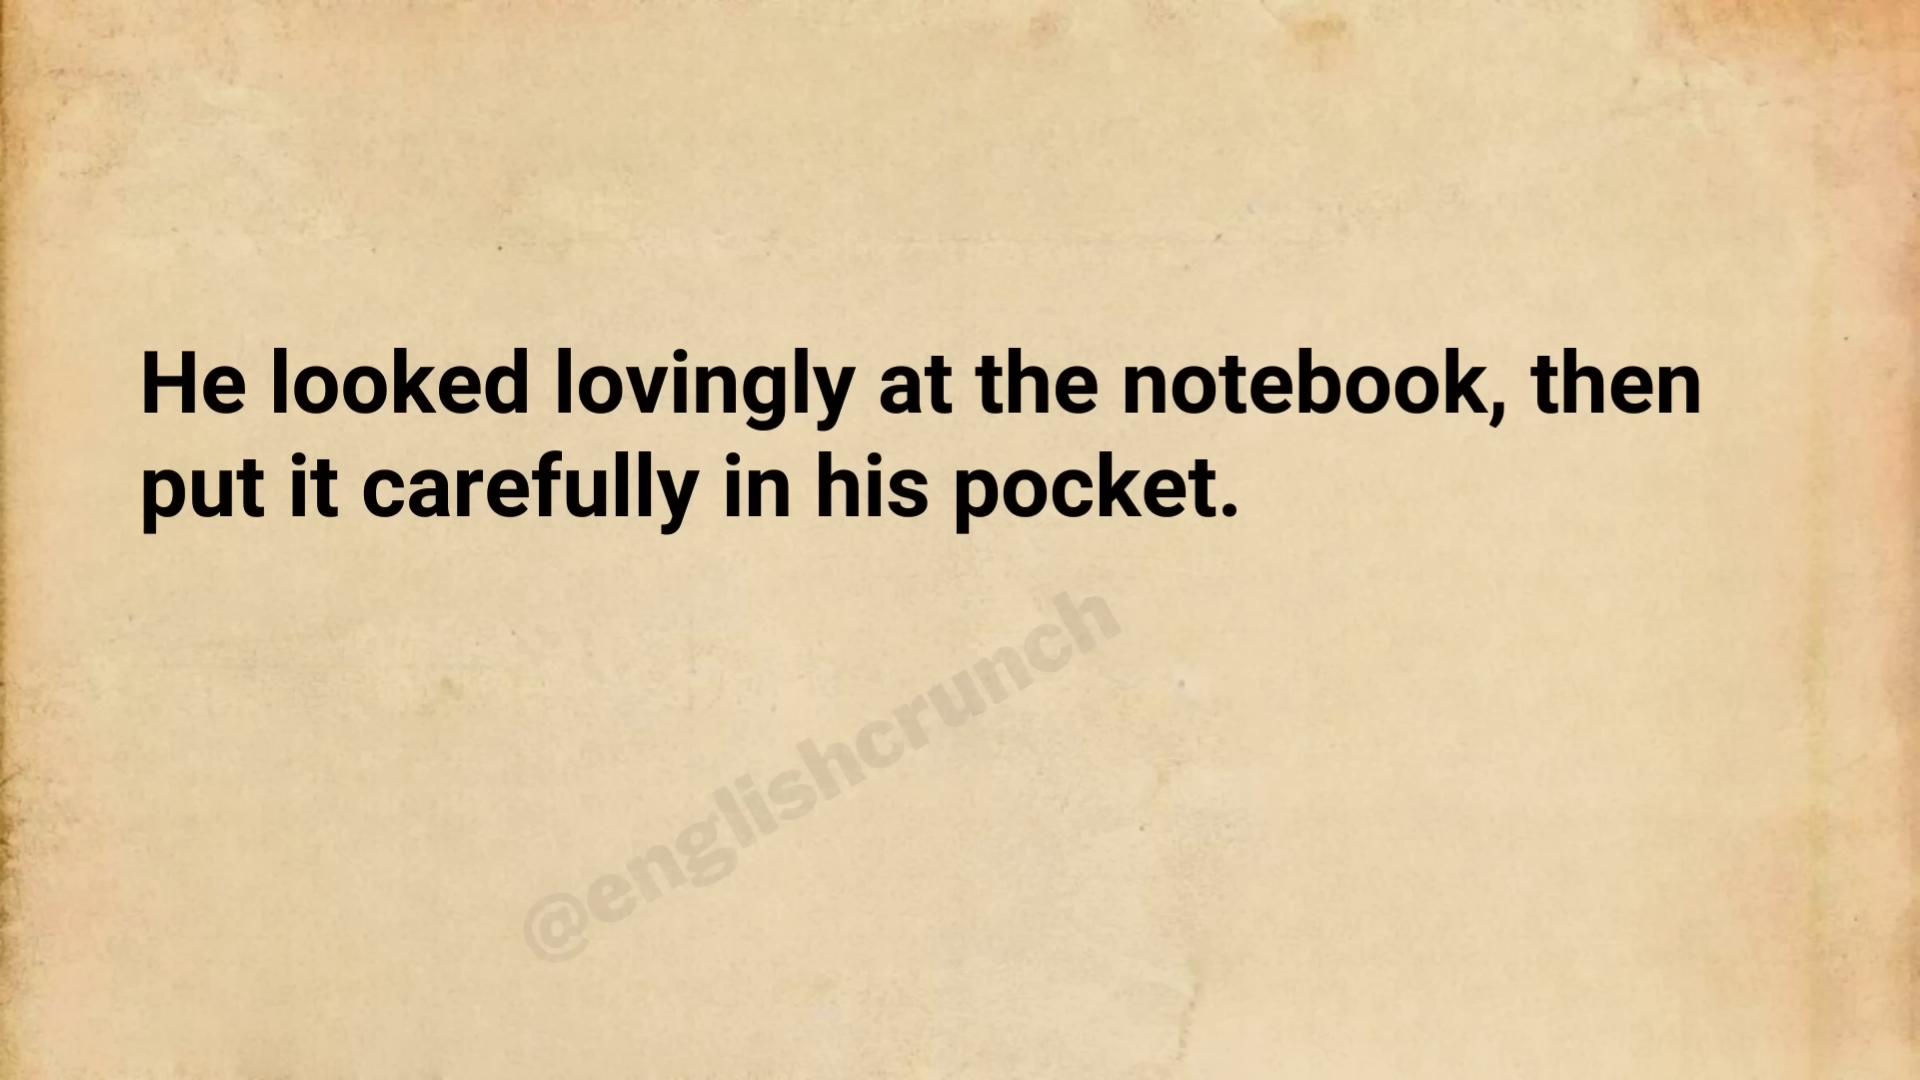 He looked lovingly at the notebook, then
put it carefully in his pocket.
@englishcrunch